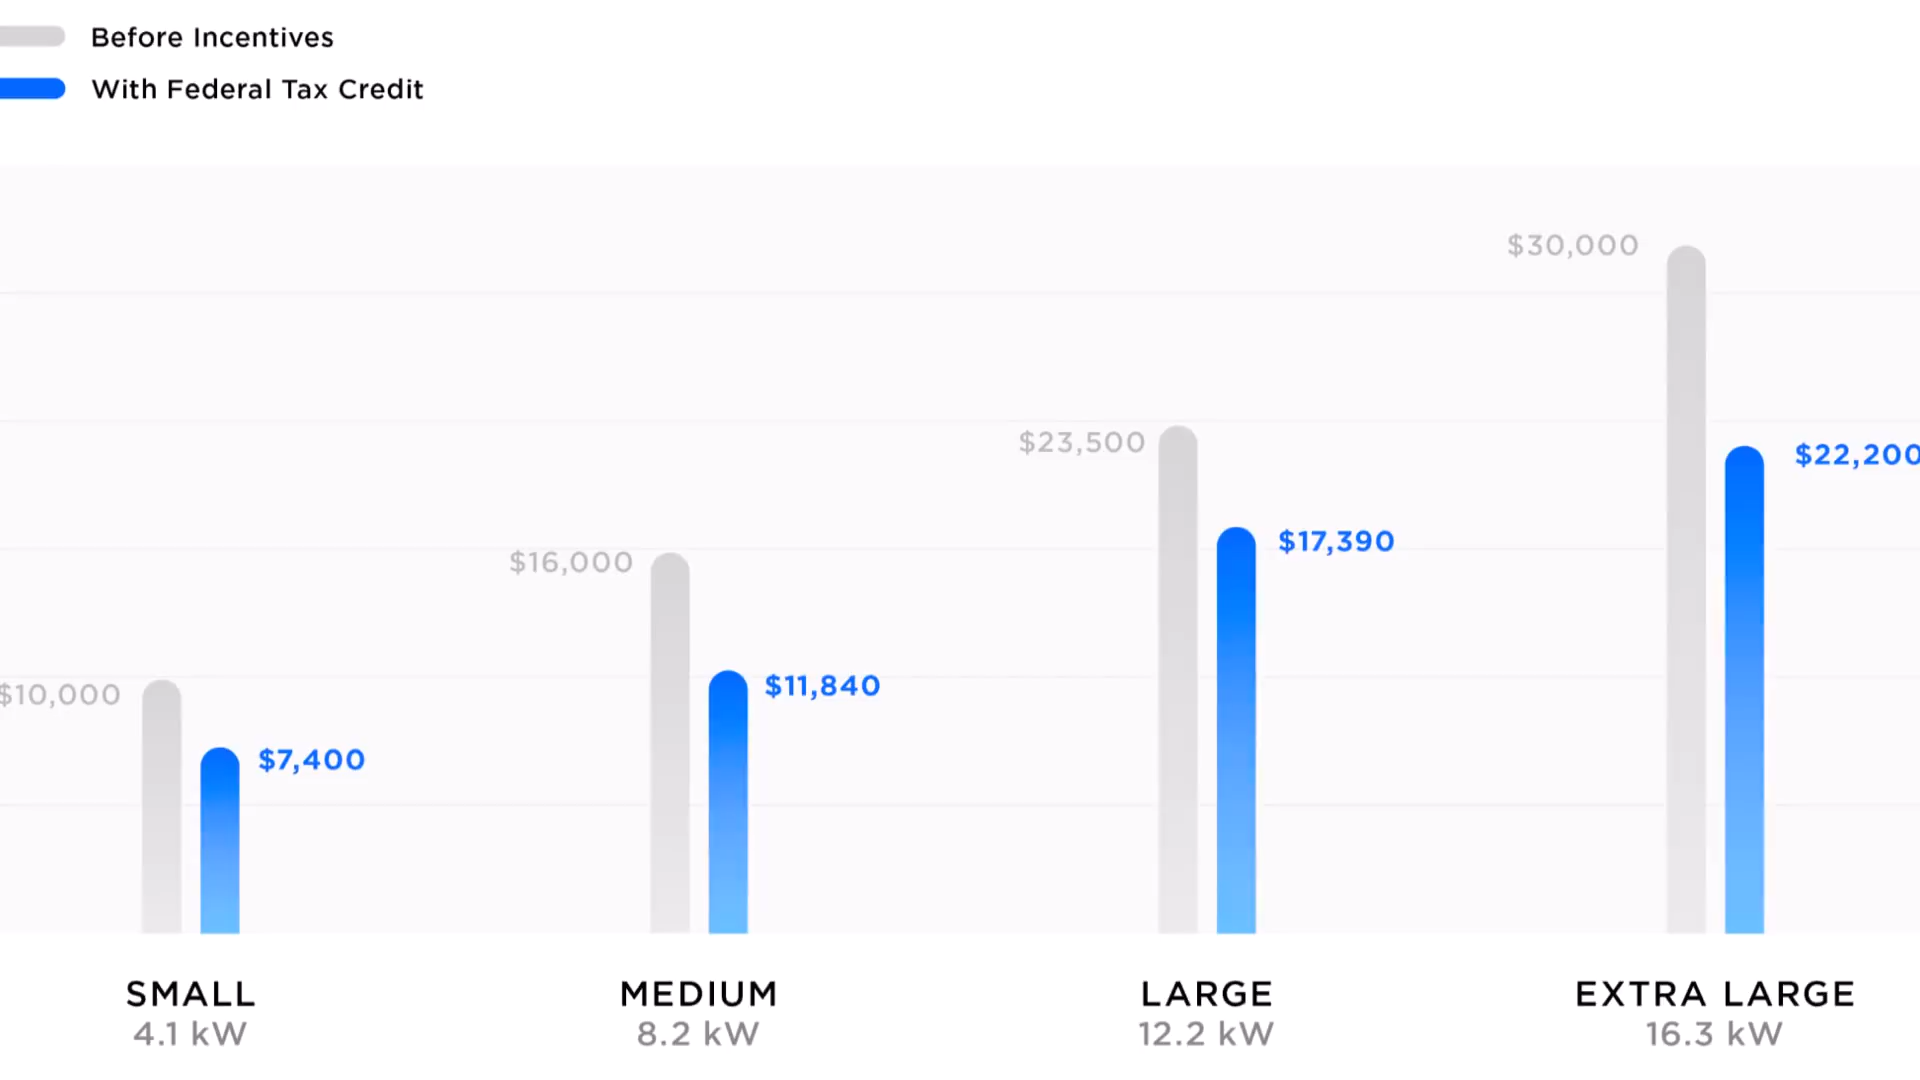 Before Incentives
With Federal Tax Credit
$30,000
$22,200
$23,500
$17,390
$16,000
$11,840
$10,000
$7,400
SMALL
4.1 kW
MEDIUM
8.2 kW
LARGE
12.2 kW
EXTRA LARGE
16.3 kW